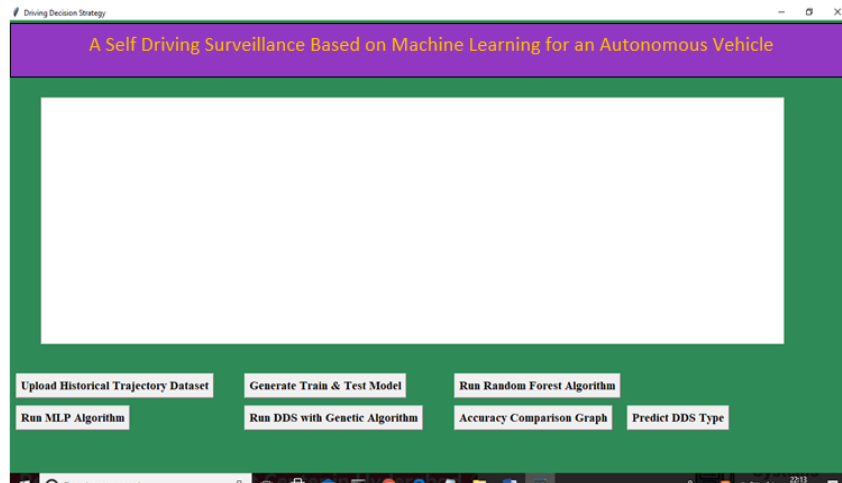 Driving Decision Strategy
A Self Driving Surveillance Based on Machine Learning for an Autonomous Vehicle
Upload Historical Trajectory Dataset Generate Train & Test Model Run Random Forest Algorithm
Run MLP Algorithm Run DDS with Genetic Algorithm Accuracy Comparison Graph Predict DDS Type
22:13